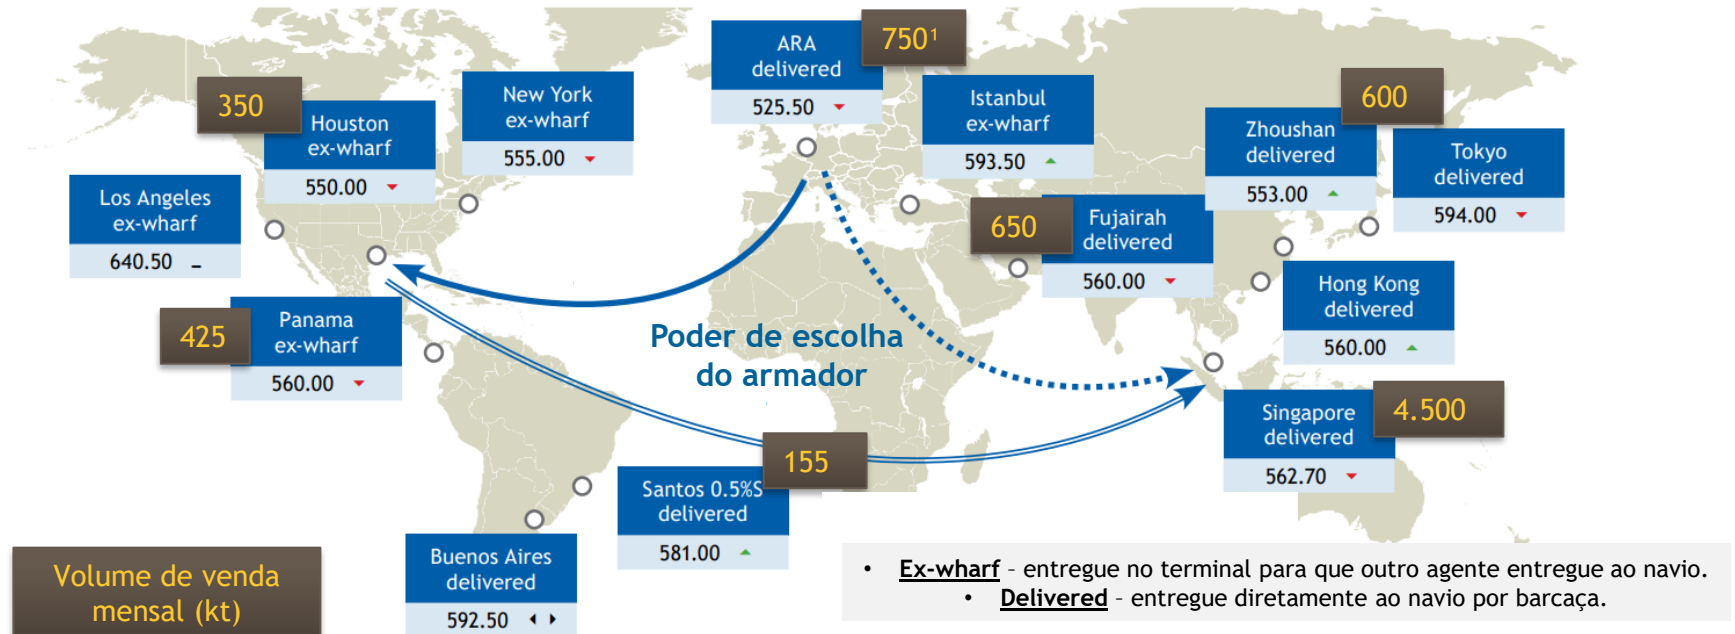 ARA
delivered
525.50
750¹
350
Houston
ex-wharf
550.00
New York
ex-wharf
555.00
Istanbul
ex-wharf
593.50
600
Zhoushan
delivered
553.00
Tokyo
delivered
594.00
Los Angeles
ex-wharf
640.50 –
650
Fujairah
delivered
560.00
Hong Kong
delivered
560.00
425
Panama
ex-wharf
560.00
Poder de escolha
do armador
Singapore
delivered
562.70
4.500
155
Santos 0.5%S
delivered
581.00
Buenos Aires
delivered
592.50
Volume de venda
mensal (kt)
• Ex-wharf – entregue no terminal para que outro agente entregue ao navio.
• Delivered – entregue diretamente ao navio por barcaça.